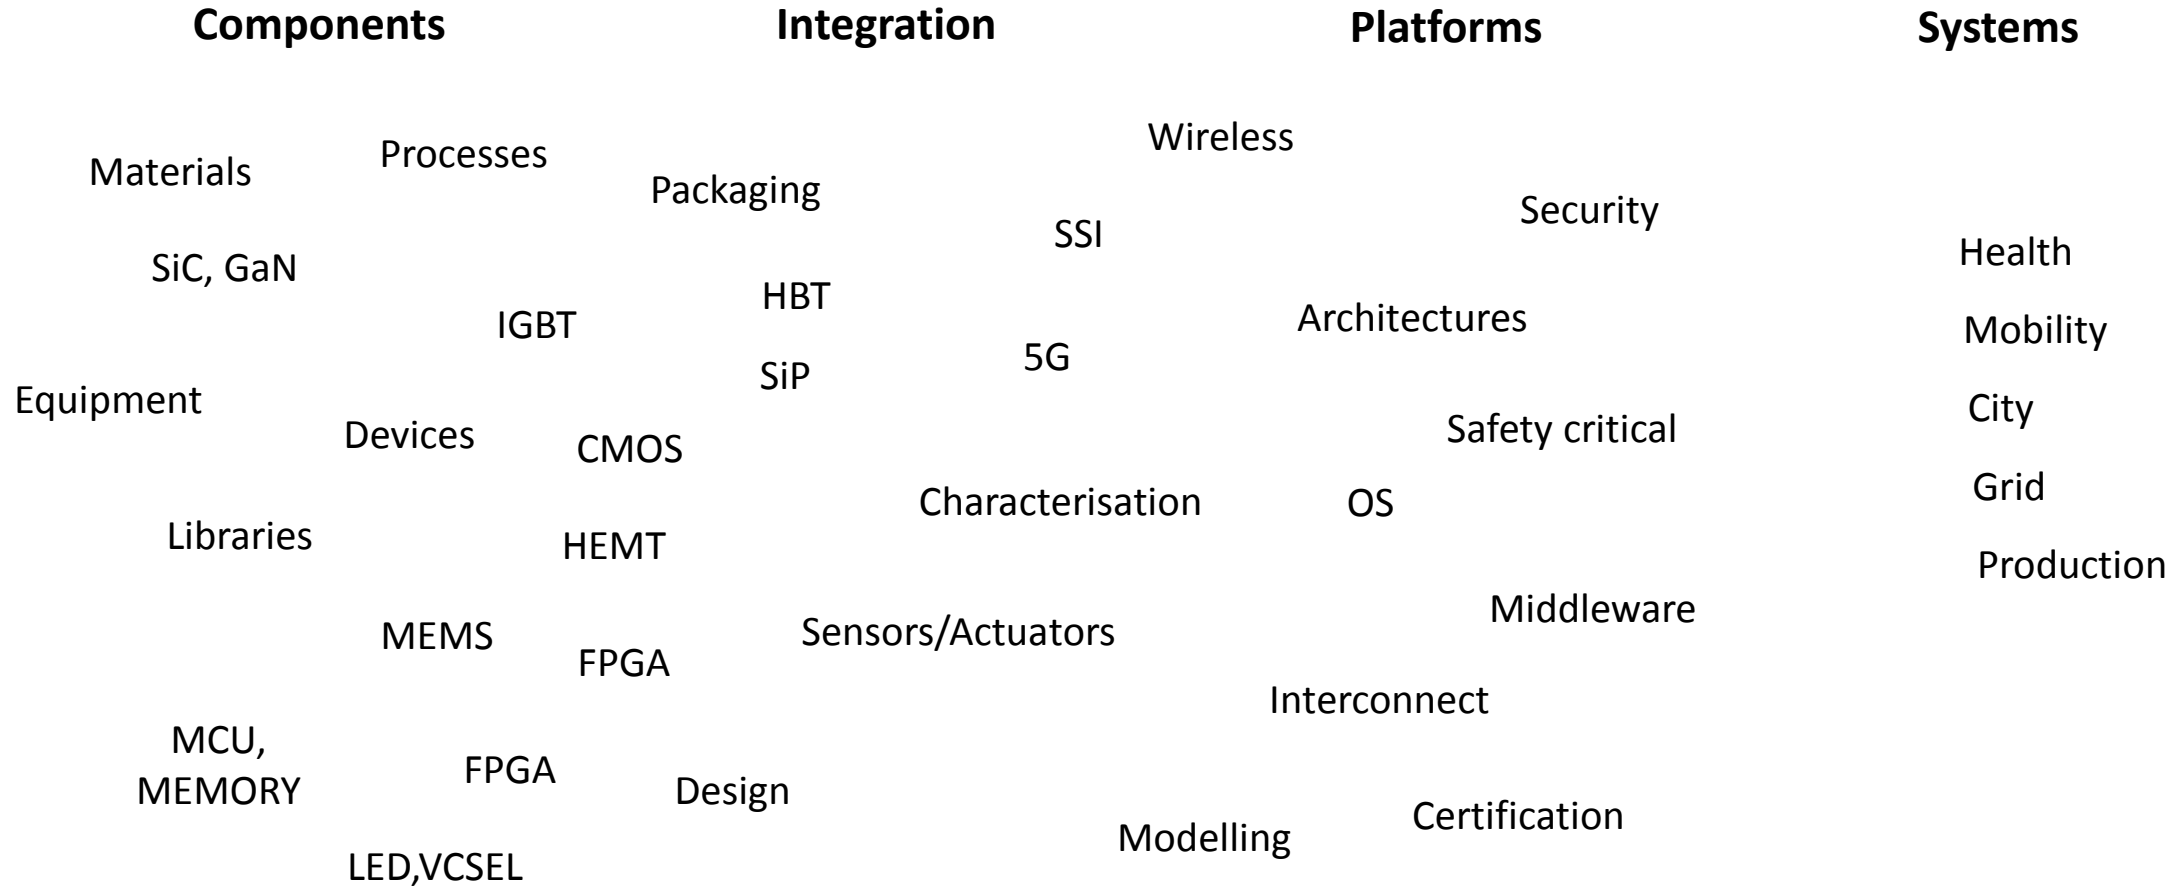 Components
Integration
Platforms
Systems
Wireless
Processes
Materials
Packaging
Security
SSI
Health
SiC, GaN
HBT
Architectures
IGBT
Mobility
5G
SiP
Equipment
City
Safety critical
Devices
CMOS
Grid
Characterisation
OS
Libraries
HEMT
Production
Middleware
Sensors/Actuators
MEMS
FPGA
Interconnect
MCU,
MEMORY
FPGA
Design
Certification
Modelling
LED,VCSEL